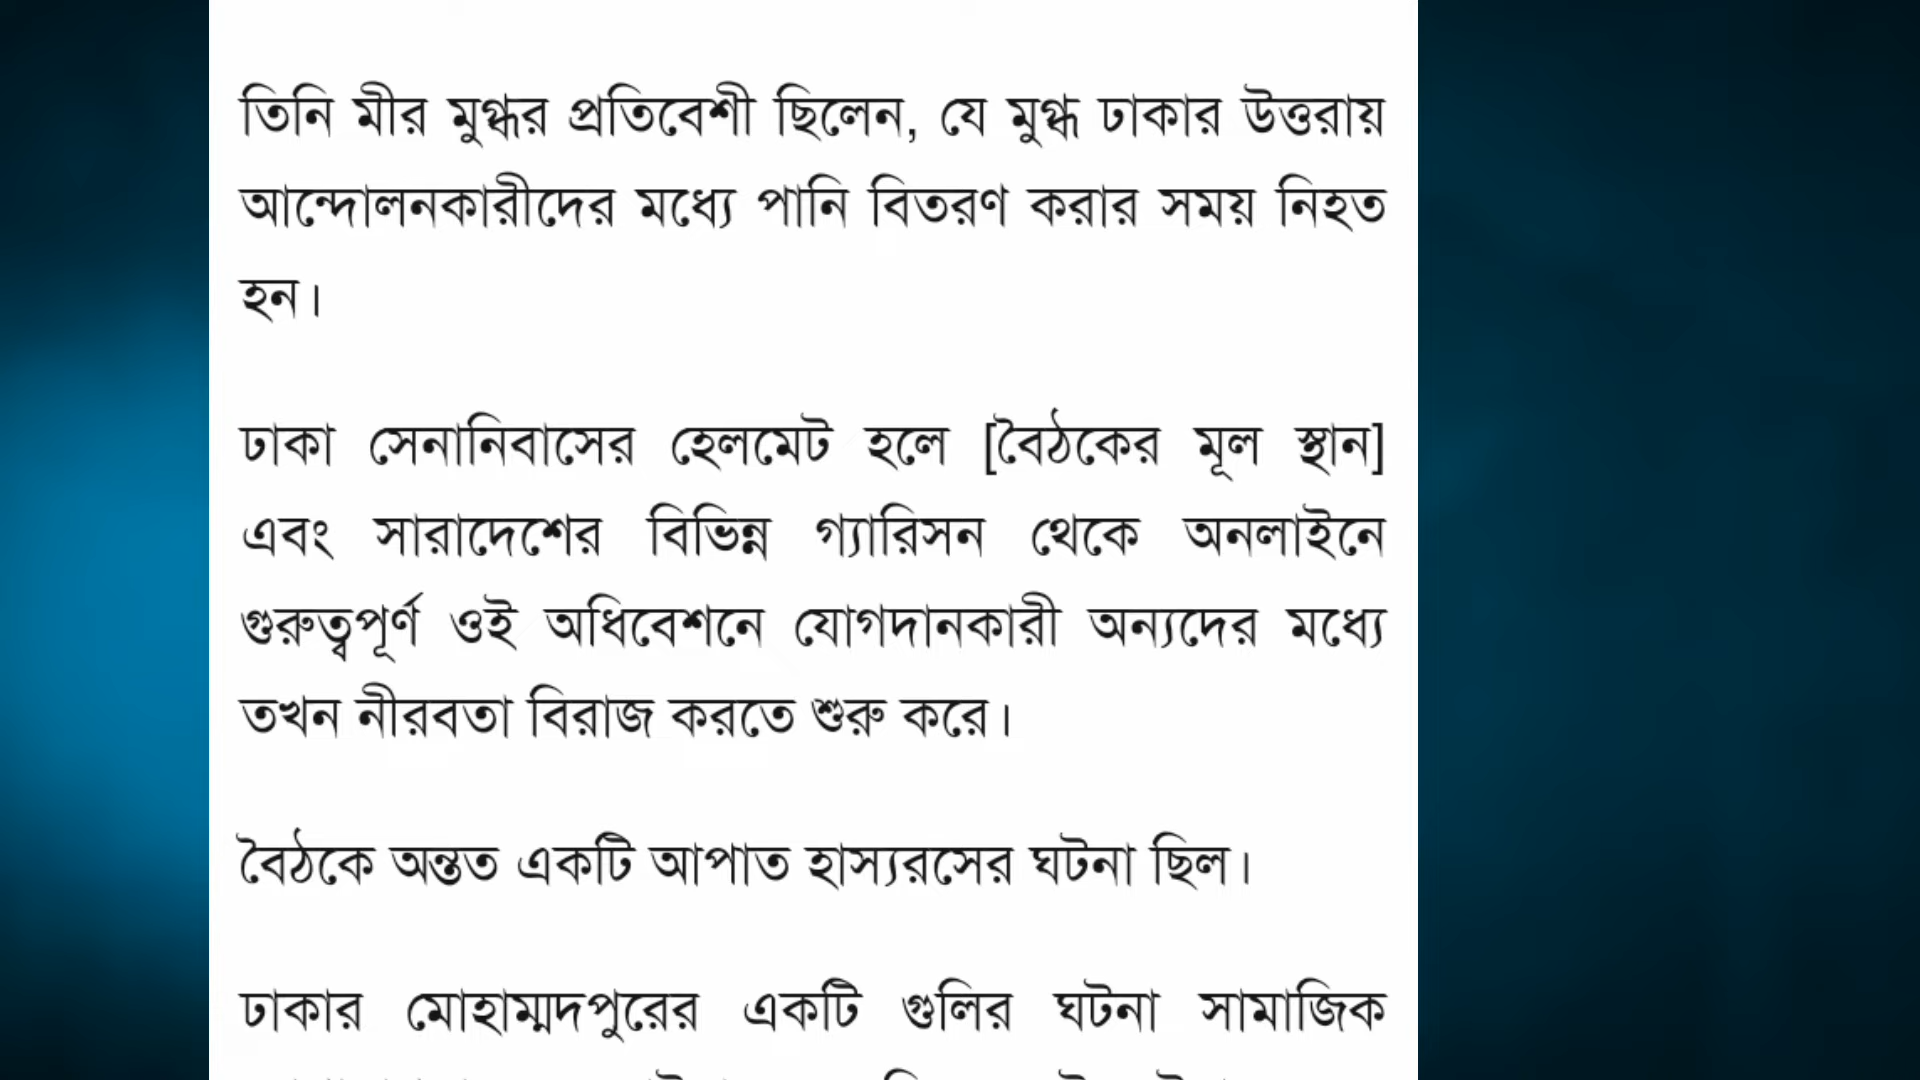 তিনি মীর মুগ্ধর প্রতিবেশী ছিলেন, যে মুগ্ধ ঢাকার উত্তরায়
আন্দোলনকারীদের মধ্যে পানি বিতরণ করার সময় নিহত
হন।
ঢাকা সেনানিবাসের হেলমেট হলে [বৈঠকের মূল স্থান]
এবং সারাদেশের বিভিন্ন গ্যারিসন থেকে অনলাইনে
গুরুত্বপূর্ণ ওই অধিবেশনে যোগদানকারী অন্যদের মধ্যে
তখন নীরবতা বিরাজ করতে শুরু করে।
বৈঠকে অন্তত একটি আপাত হাস্যরসের ঘটনা ছিল।
ঢাকার মোহাম্মদপুরের একটি গুলির ঘটনা সামাজিক